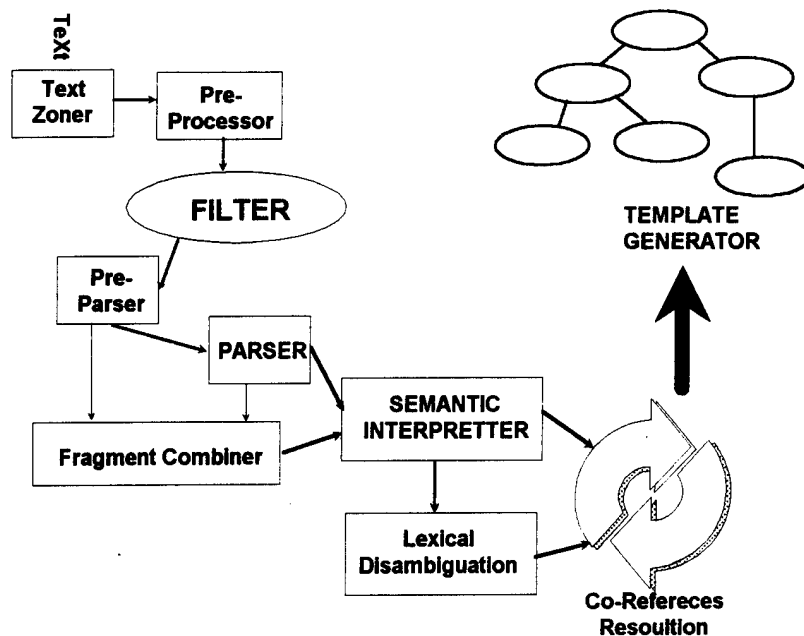 TeXt
Text
Zoner
Pre-
Processor
FILTER
Pre-
Parser
PARSER
Fragment Combiner
SEMANTIC
INTERPRETTER
Lexical
Disambiguation
TEMPLATE
GENERATOR
Co-Refereces
Resoultion